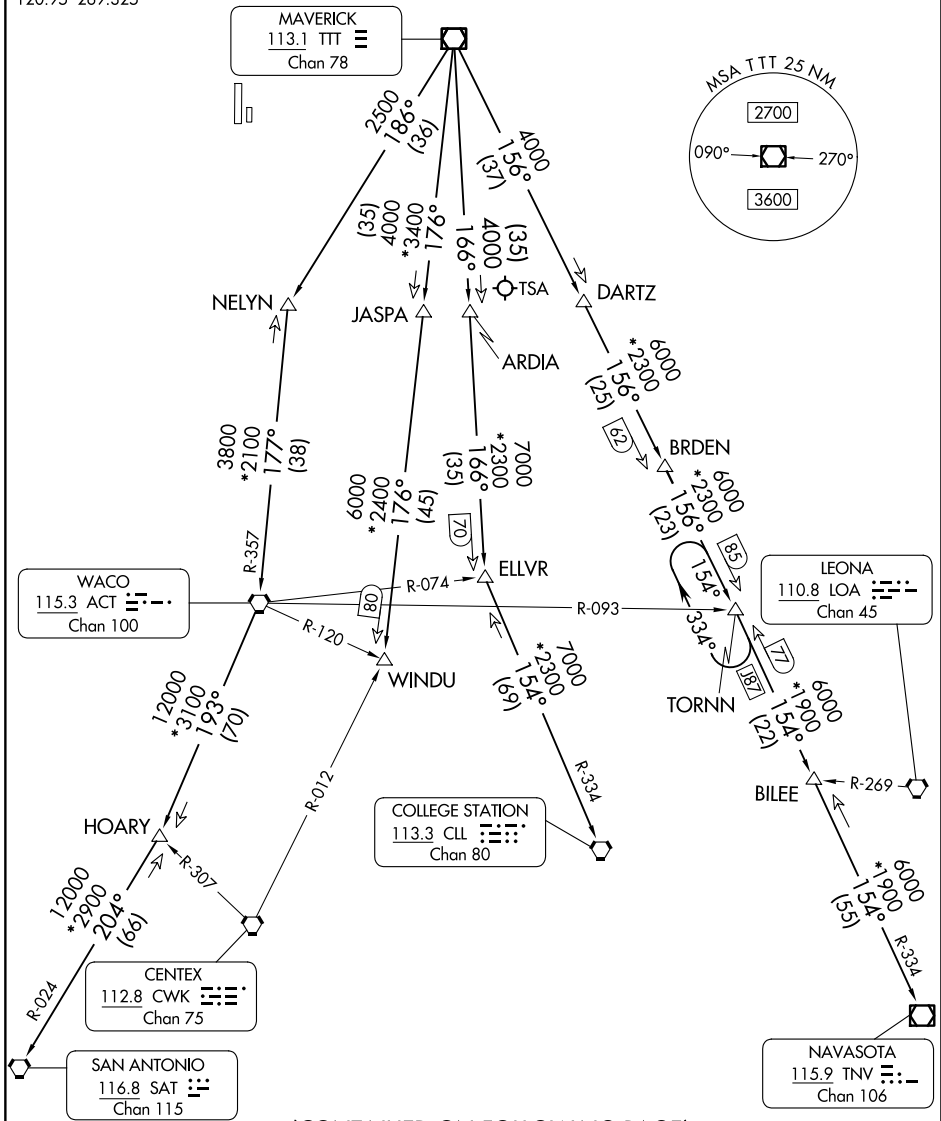 120.95 269.325
MAVERICK
113.1 TTT
Chan 78
MSA TTT 25 NM
2700
090°
270°
3600
2500
186°
(36)
(35)
4000
*3400
176°
(35)
4000
166°
4000
156°
(37)
TSA
NELYN
JASPA
ARDIA
DARTZ
6000
*2300
156°
(25)
62
BRDEN
3800
*2100
177°
(38)
6000
*2400
176°
(45)
7000
*2300
166°
(35)
70
6000
*2300
156°
(23)
85
R-357
WACO
115.3 ACT
Chan 100
R-074
ELLVR
80
R-093
R-120
WINDU
154°
334°
J87
77
TORNN
LEONA
110.8 LOA
Chan 45
12000
*3100
193°
(70)
7000
*2300
154°
(69)
6000
*1900
154°
(22)
R-012
R-334
BILEE
R-269
HOARY
R-307
COLLEGE STATION
113.3 CLL
Chan 80
12000
*2900
204°
(66)
R-024
6000
*1900
154°
(55)
R-334
CENTEX
112.8 CWK
Chan 75
SAN ANTONIO
116.8 SAT
Chan 115
NAVASOTA
115.9 TNV
Chan 106